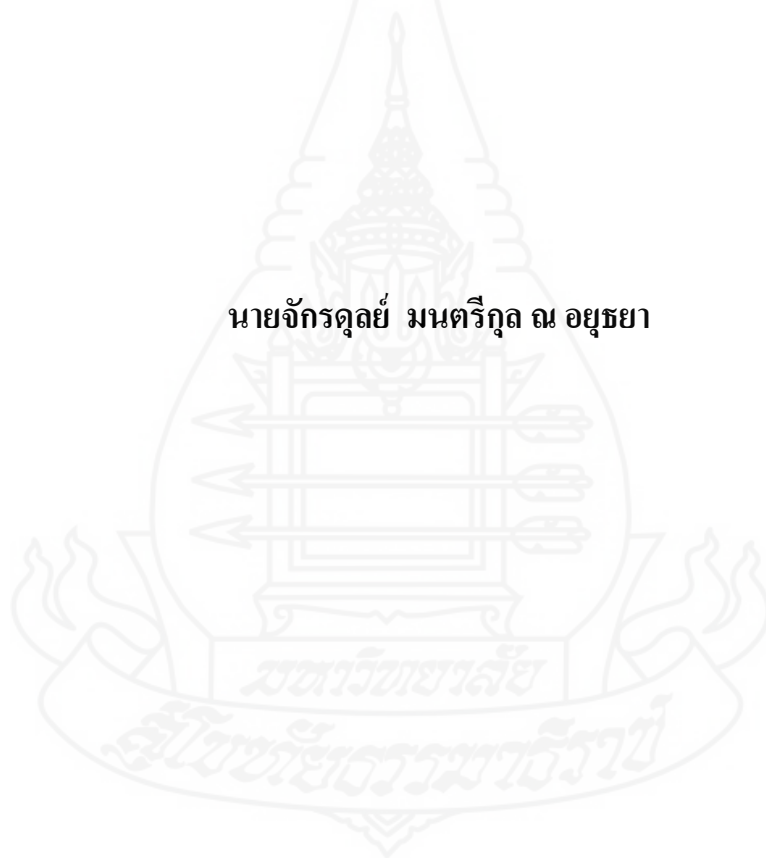 นายจักรดุลย์ มนตรีกุล ณ อยุธยา
มหาวิทยาลัย
สุโขทัยธรรมาธิราช